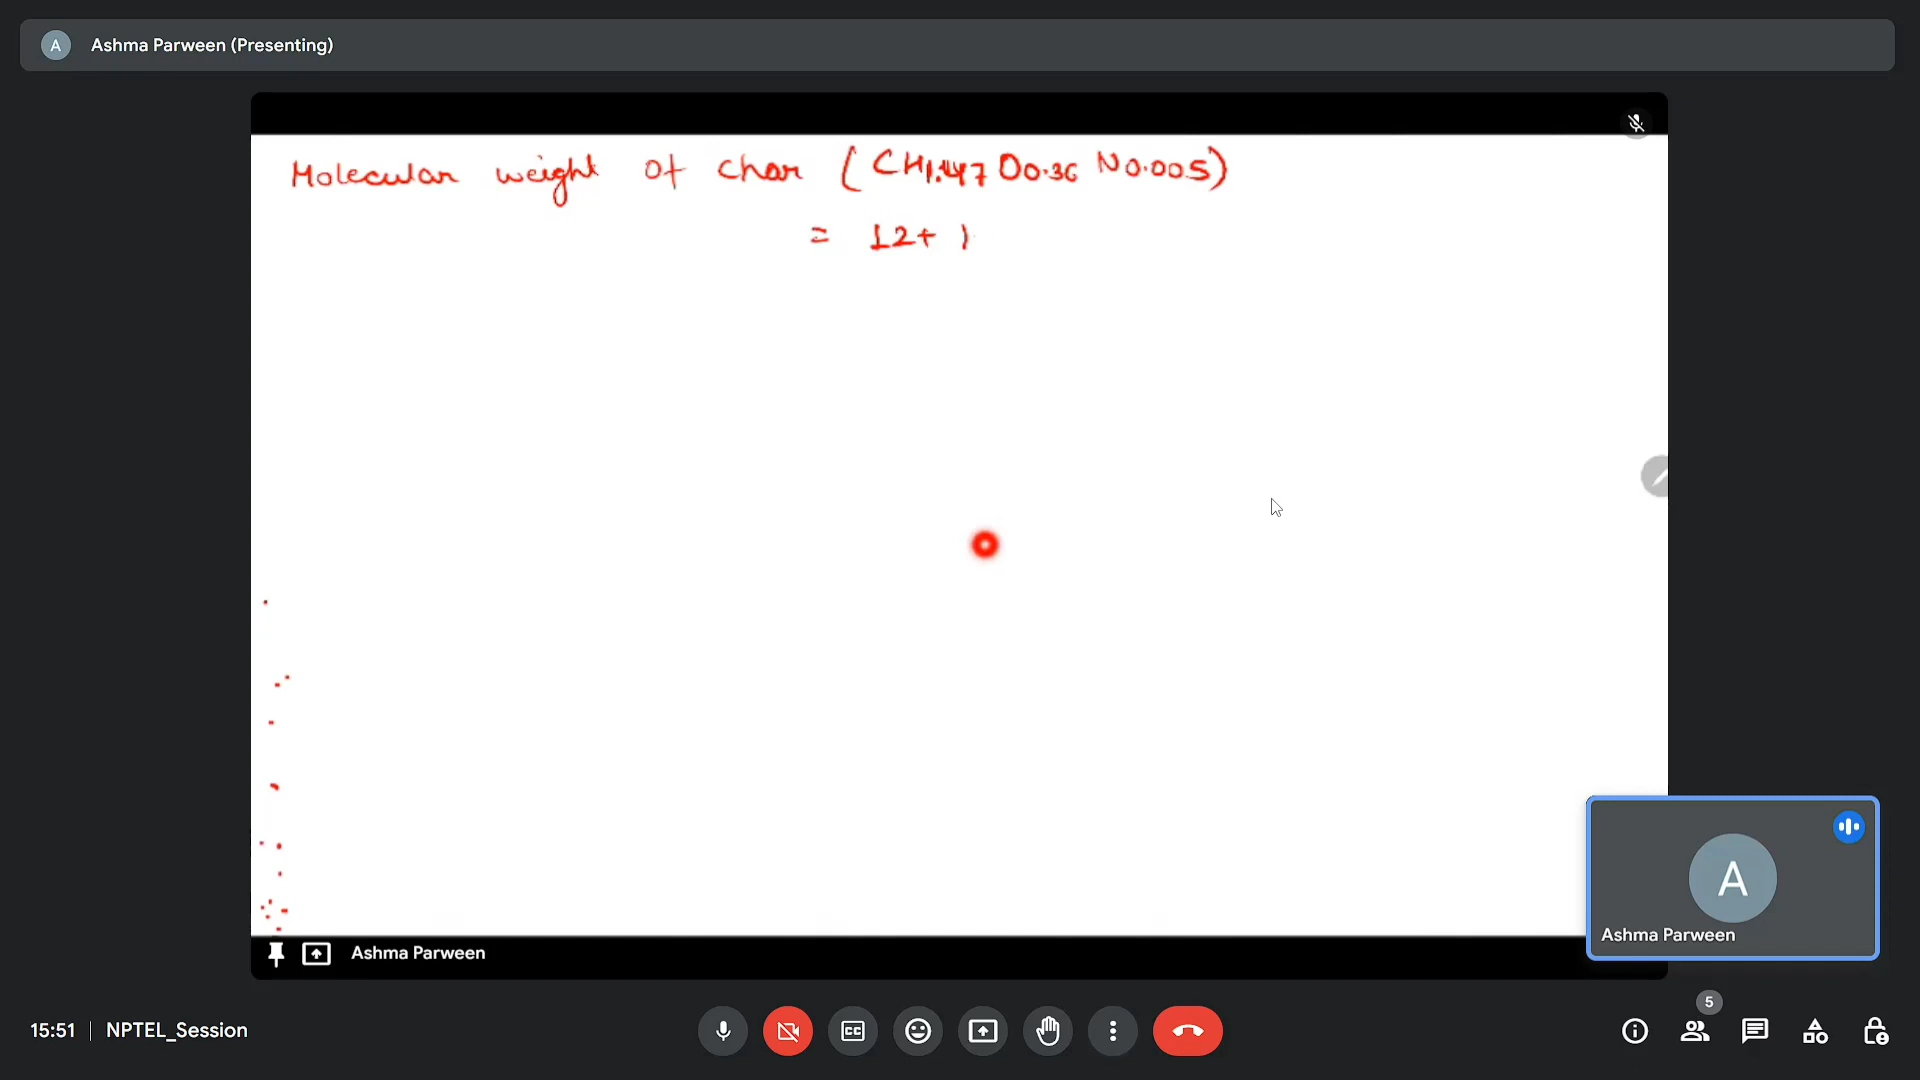 A Ashma Parween (Presenting)
Molecular weight of char (CH1.447 O0.36 N0.005)
= 12+ 1
A
Ashma Parween
Ashma Parween
5
15:51 | NPTEL_Session